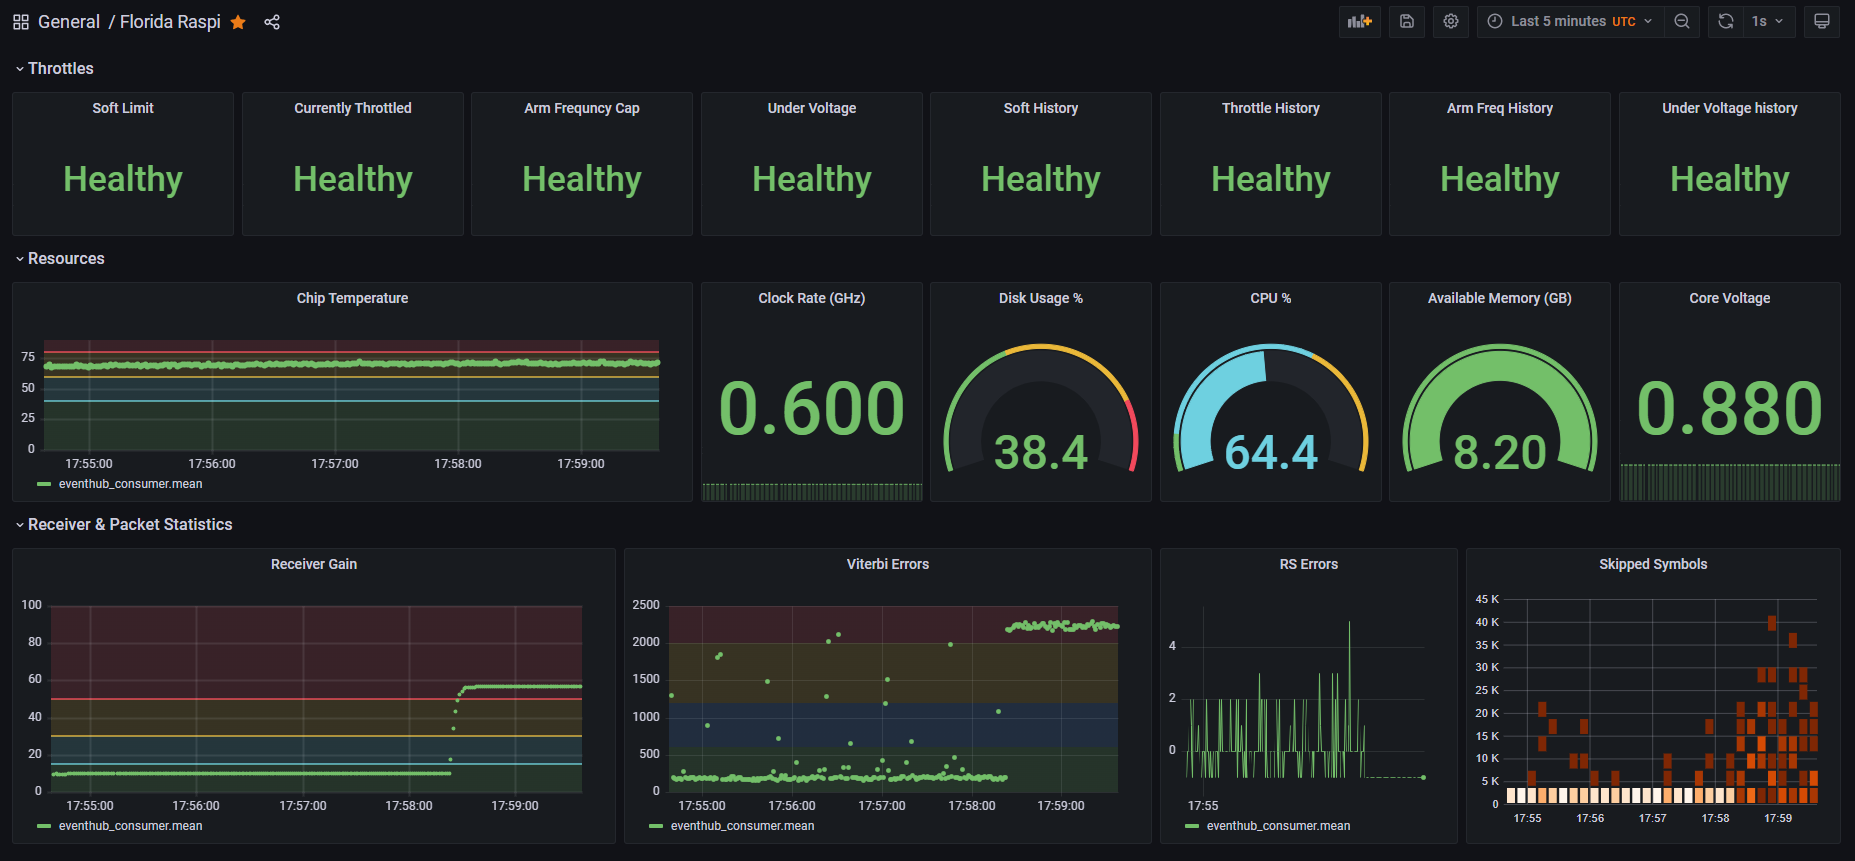 General / Florida Raspi
Last 5 minutes UTC
1s
Throttles
Soft Limit
Healthy
Currently Throttled
Healthy
Arm Frequncy Cap
Healthy
Under Voltage
Healthy
Soft History
Healthy
Throttle History
Healthy
Arm Freq History
Healthy
Under Voltage history
Healthy
Resources
Chip Temperature
75
50
25
0
17:55:00 17:56:00 17:57:00 17:58:00 17:59:00
eventhub_consumer.mean
Clock Rate (GHz)
0.600
Disk Usage %
38.4
CPU %
64.4
Available Memory (GB)
8.20
Core Voltage
0.880
Receiver & Packet Statistics
Receiver Gain
100
80
60
40
20
0
17:55:00 17:56:00 17:57:00 17:58:00 17:59:00
eventhub_consumer.mean
Viterbi Errors
2500
2000
1500
1000
500
0
17:55:00 17:56:00 17:57:00 17:58:00 17:59:00
eventhub_consumer.mean
RS Errors
4
2
0
17:55
eventhub_consumer.mean
Skipped Symbols
45 K
40 K
35 K
30 K
25 K
20 K
15 K
10 K
5 K
0
17:55 17:56 17:57 17:58 17:59